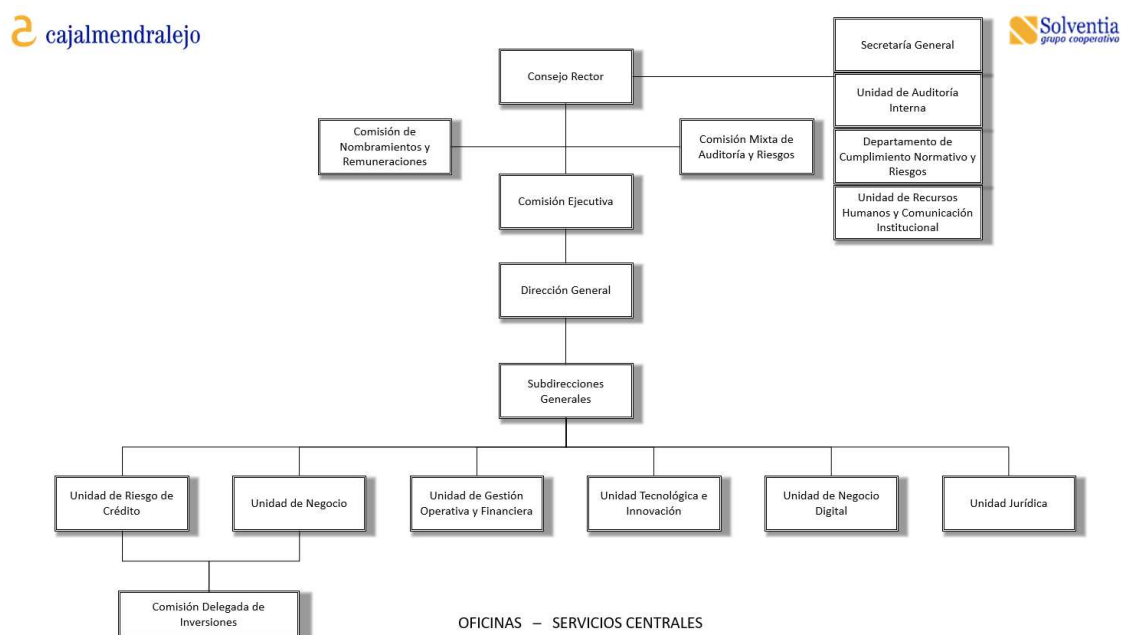 cajalmendralejo
Solventia
grupo cooperativo
Secretaría General
Consejo Rector
Unidad de Auditoría
Interna
Comisión de
Nombramientos y
Remuneraciones
Comisión Mixta de
Auditoría y Riesgos
Departamento de
Cumplimiento Normativo y
Riesgos
Comisión Ejecutiva
Unidad de Recursos
Humanos y Comunicación
Institucional
Dirección General
Subdirecciones
Generales
Unidad de Riesgo de
Crédito
Unidad de Negocio
Unidad de Gestión
Operativa y Financiera
Unidad Tecnológica e
Innovación
Unidad de Negocio
Digital
Unidad Jurídica
Comisión Delegada de
Inversiones
OFICINAS – SERVICIOS CENTRALES